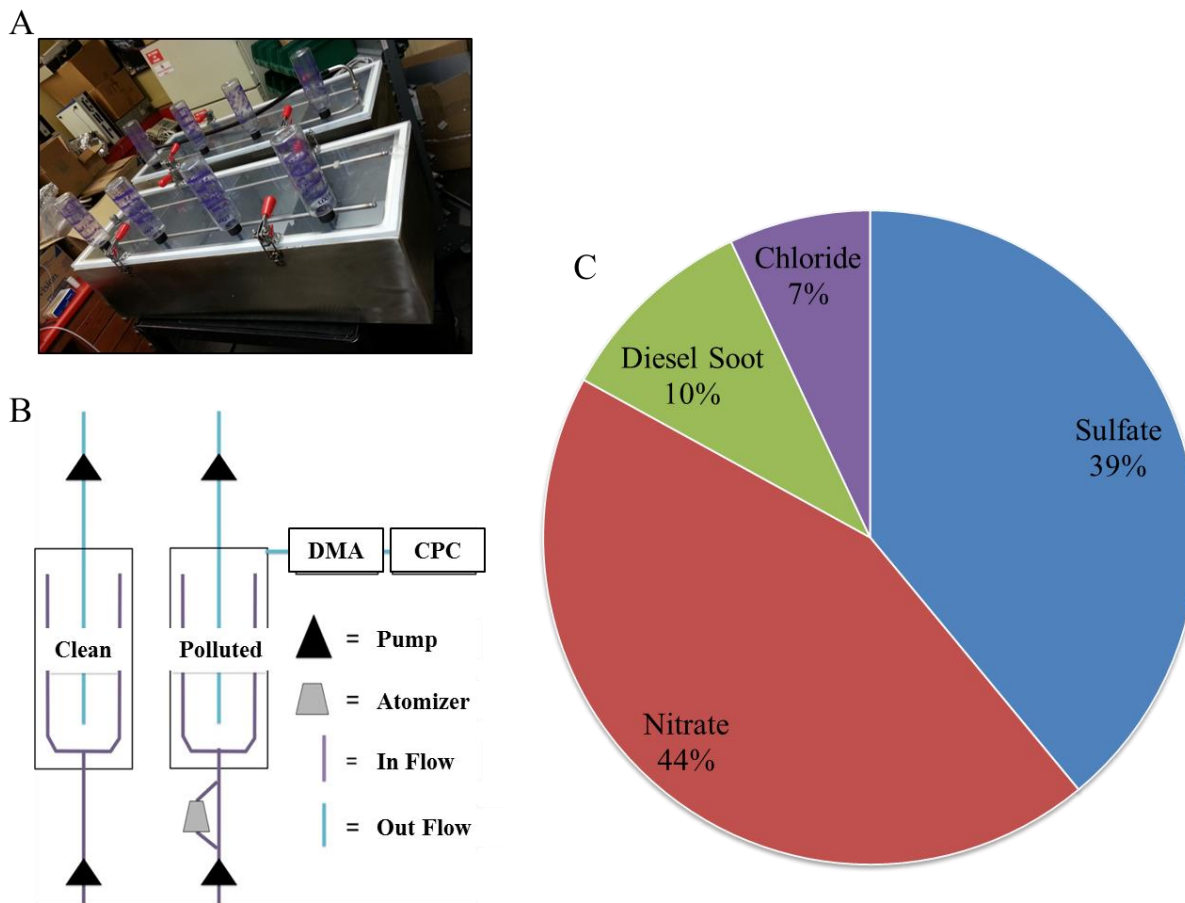 A
B
DMA
CPC
Clean
Polluted
= Pump
= Atomizer
= In Flow
= Out Flow
C
Chloride
7%
Diesel Soot
10%
Sulfate
39%
Nitrate
44%